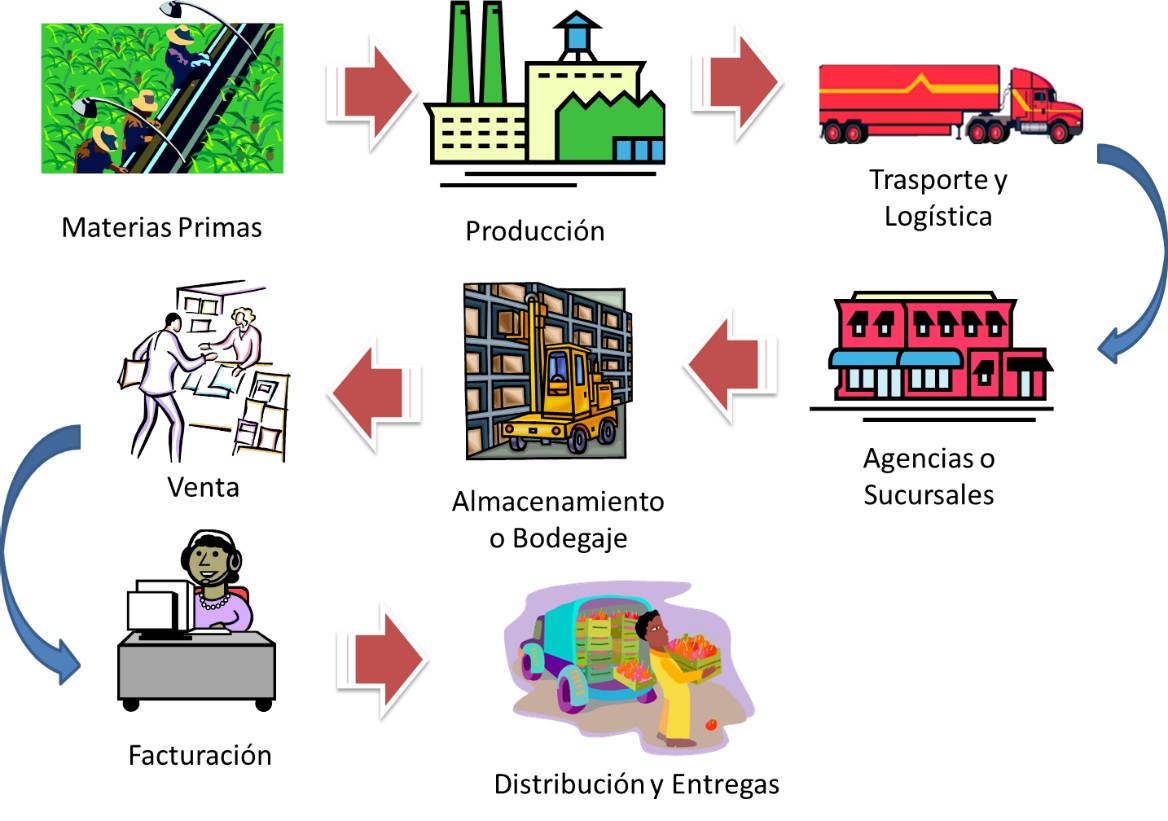 Materias Primas
Producción
Trasporte y
Logística
Agencias o
Sucursales
Almacenamiento
o Bodegaje
Venta
Facturación
Distribución y Entregas